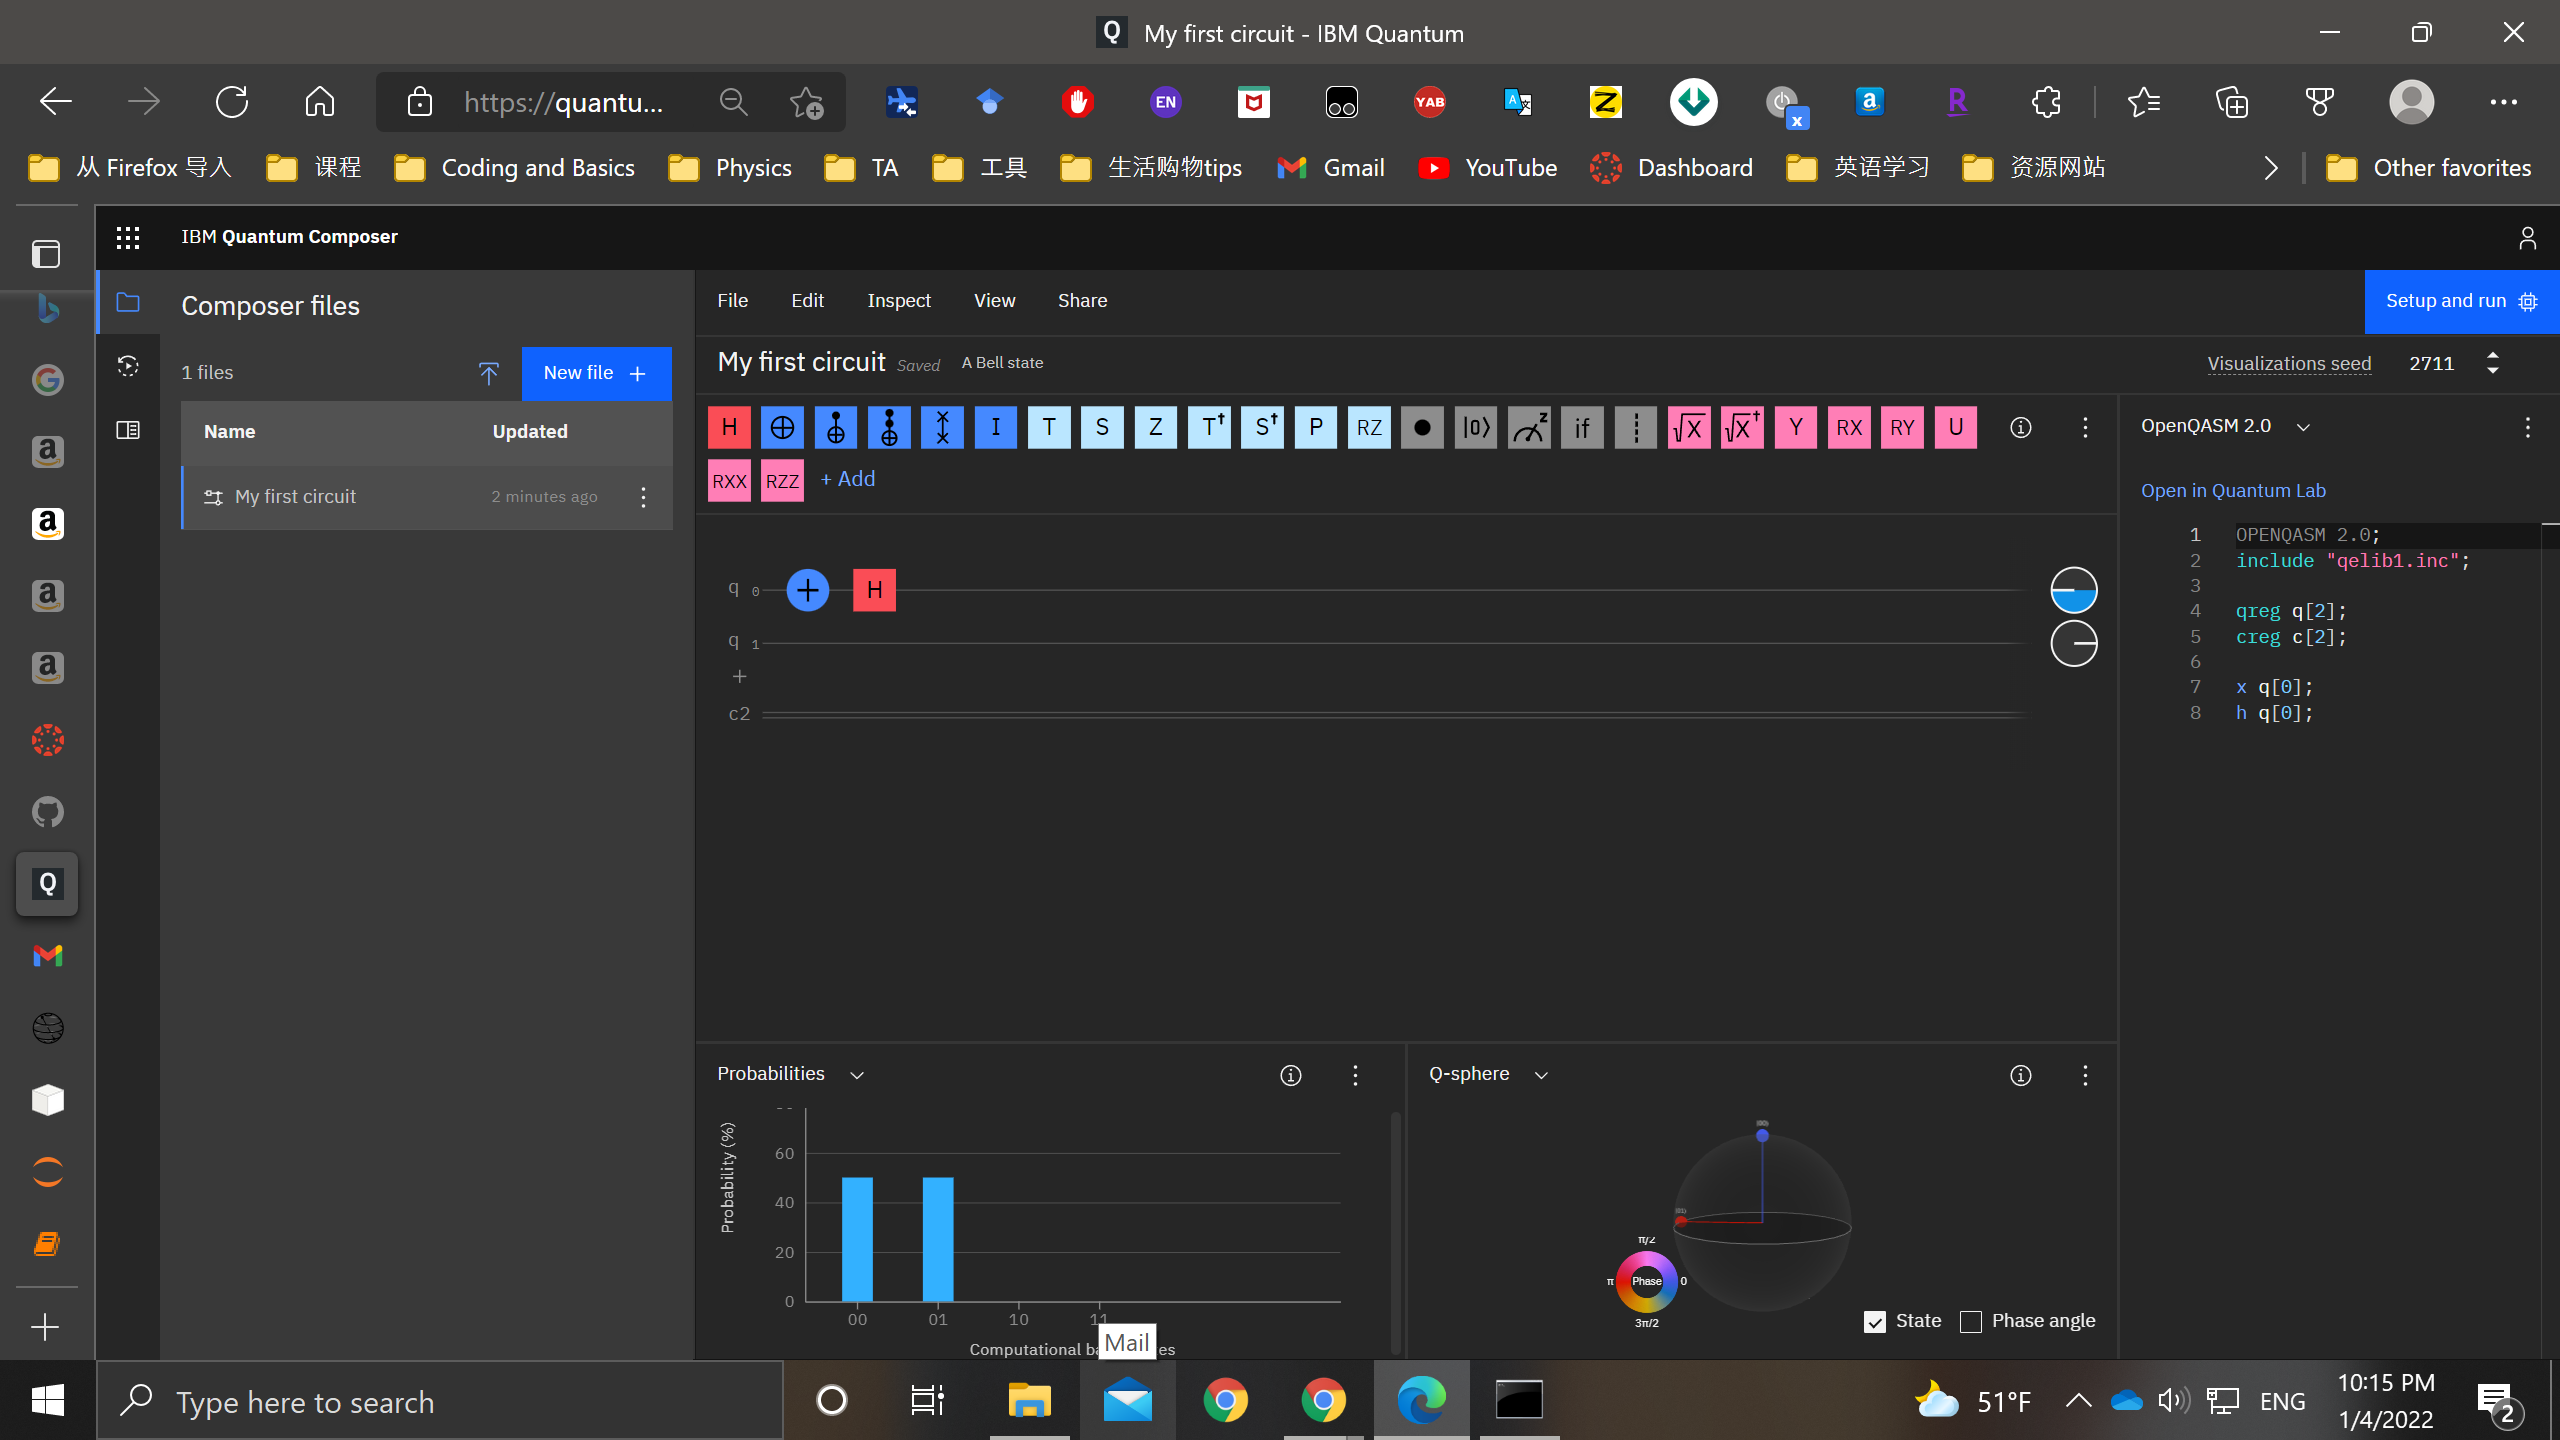 Q My first circuit - IBM Quantum
https://quantu...
EN
YAB
x
R
从 Firefox 导入
课程
Coding and Basics
Physics
TA
工具
生活购物tips
Gmail
YouTube
Dashboard
英语学习
资源网站
Other favorites
IBM Quantum Composer
Composer files
File Edit Inspect View Share
Setup and run
1 files
New file +
My first circuit Saved A Bell state
Visualizations seed 2711
Name Updated
My first circuit 2 minutes ago
H I T S Z T† S† P RZ |0⟩ z if √X √X† Y RX RY U
RXX RZZ + Add
OpenQASM 2.0
Open in Quantum Lab
q 0 + H
q 1
+
c2
1 OPENQASM 2.0;
2 include "qelib1.inc";
3
4 qreg q[2];
5 creg c[2];
6
7 x q[0];
8 h q[0];
Probabilities
Probability (%)
60
40
20
0
00 01 10 11
Computational ba
es
Mail
Q-sphere
π/2
π Phase 0
3π/2
State Phase angle
Type here to search
51°F
ENG
10:15 PM
1/4/2022
2